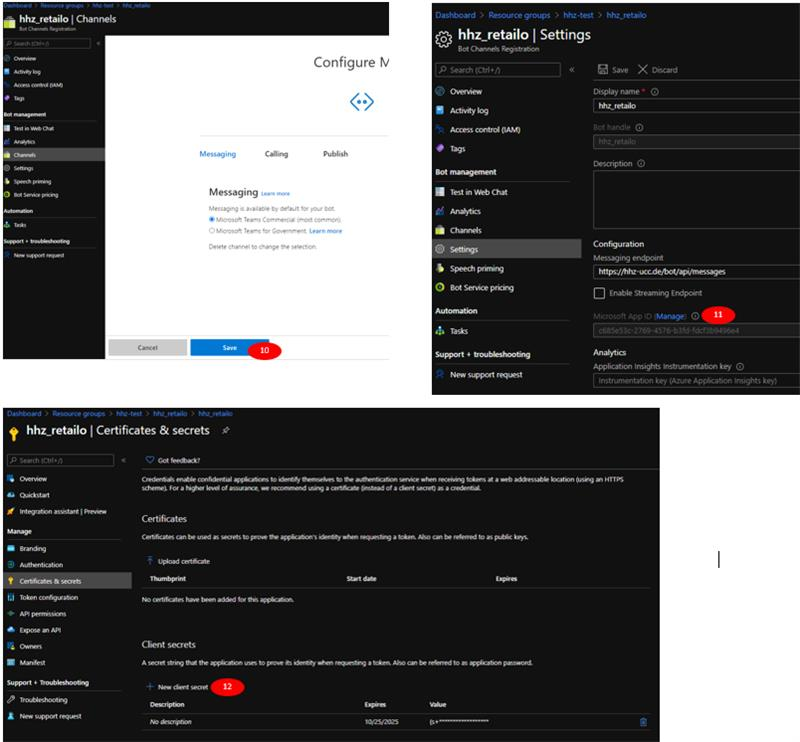 Dashboard > Resource groups > hhz-test > hhz_retailo
hhz_retailo | Channels
Bot Channels Registration
Search (Ctrl+/)
«
Overview
Activity log
Access control (IAM)
Tags
Bot management
Test in Web Chat
Analytics
Channels
Settings
Speech priming
Bot Service pricing
Automation
Tasks
Support + troubleshooting
New support request
Configure M
Messaging Calling Publish
Messaging Learn more
Messaging is available by default for your bot.
Microsoft Teams Commercial (most common).
Microsoft Teams for Government. Learn more
Delete channel to change the selection.
Cancel Save 10
Dashboard > Resource groups > hhz-test > hhz_retailo
hhz_retailo | Settings
Bot Channels Registration
Search (Ctrl+/) «
Overview
Activity log
Access control (IAM)
Tags
Bot management
Test in Web Chat
Analytics
Channels
Settings
Speech priming
Bot Service pricing
Automation
Tasks
Support + troubleshooting
New support request
Save Discard
Display name *
hhz_retailo
Bot handle
hhz_retailo
Description
Configuration
Messaging endpoint
https://hhz-ucc.de/bot/api/messages
Enable Streaming Endpoint
Microsoft App ID (Manage) 11
c685e53c-2769-4576-b3fd-fdcf3b9496e4
Analytics
Application Insights Instrumentation key
Instrumentation key (Azure Application Insights key)
Dashboard > Resource groups > hhz-test > hhz_retailo > hhz_retailo
hhz_retailo | Certificates & secrets
Search (Ctrl+/) «
Overview
Quickstart
Integration assistant | Preview
Manage
Branding
Authentication
Certificates & secrets
Token configuration
API permissions
Expose an API
Owners
Manifest
Support + Troubleshooting
Troubleshooting
New support request
Got feedback?
Credentials enable confidential applications to identify themselves to the authentication service when receiving tokens at a web addressable location (using an HTTPS
scheme). For a higher level of assurance, we recommend using a certificate (instead of a client secret) as a credential.
Certificates
Certificates can be used as secrets to prove the application's identity when requesting a token. Also can be referred to as public keys.
Upload certificate
Thumbprint Start date Expires
No certificates have been added for this application.
Client secrets
A secret string that the application uses to prove its identity when requesting a token. Also can be referred to as application password.
New client secret 12
Description Expires Value
No description 10/25/2025 (s+******************